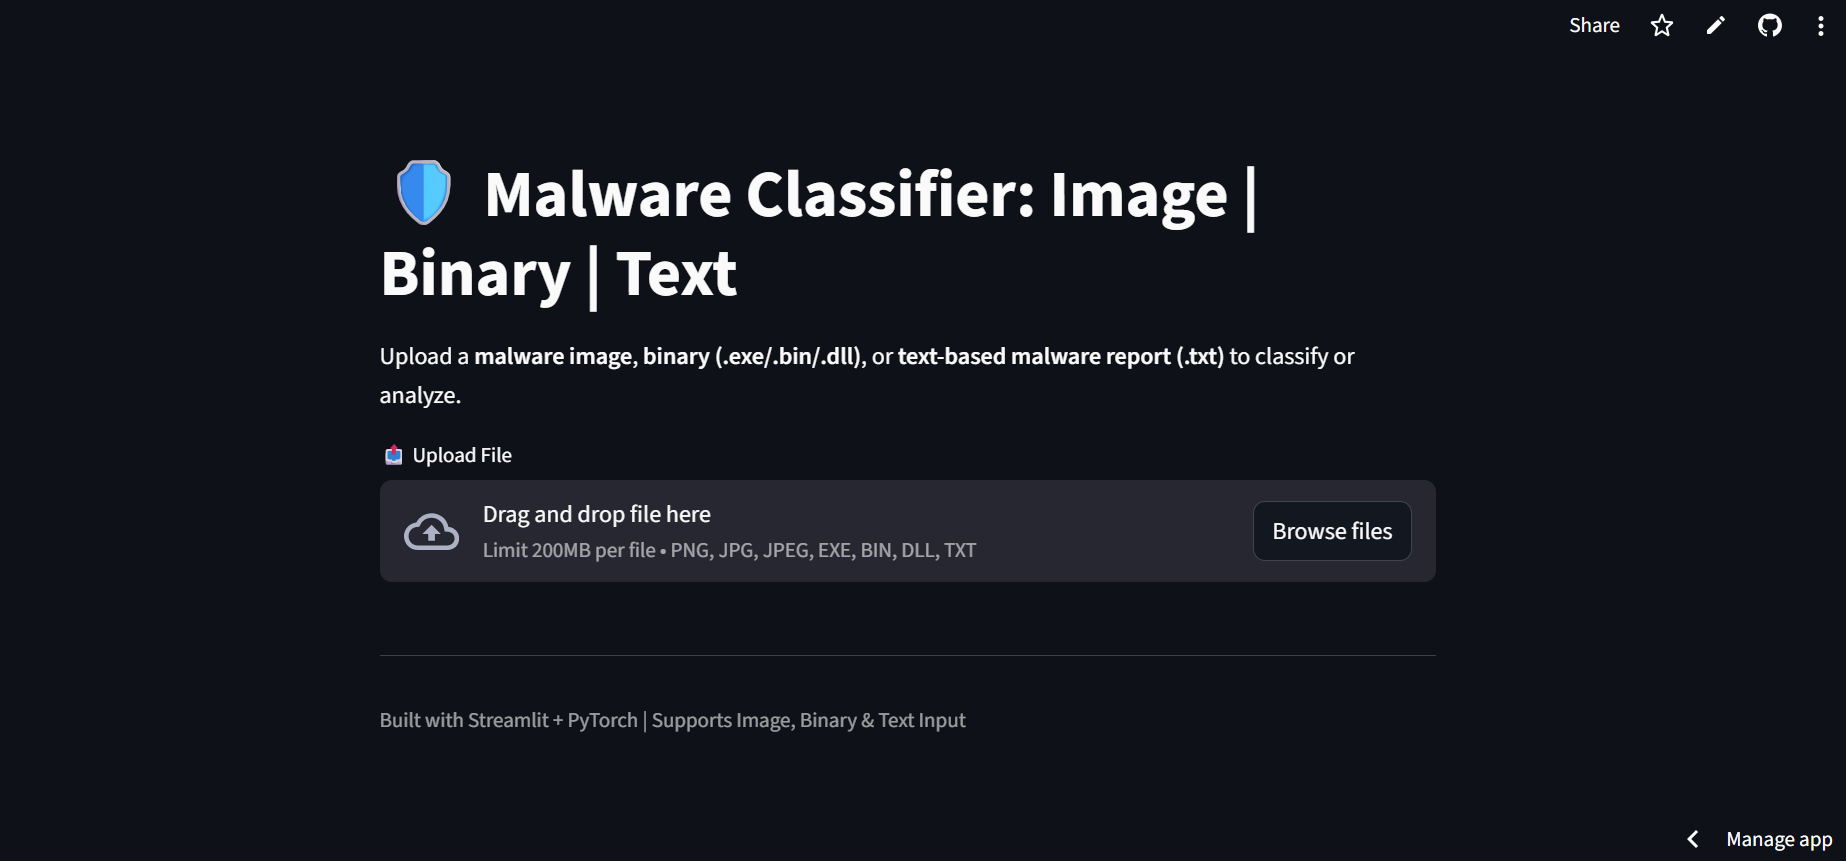 Share
Malware Classifier: Image |
Binary | Text
Upload a malware image, binary (.exe/.bin/.dll), or text-based malware report (.txt) to classify or
analyze.
Upload File
Drag and drop file here
Limit 200MB per file • PNG, JPG, JPEG, EXE, BIN, DLL, TXT
Browse files
Built with Streamlit + PyTorch | Supports Image, Binary & Text Input
Manage app